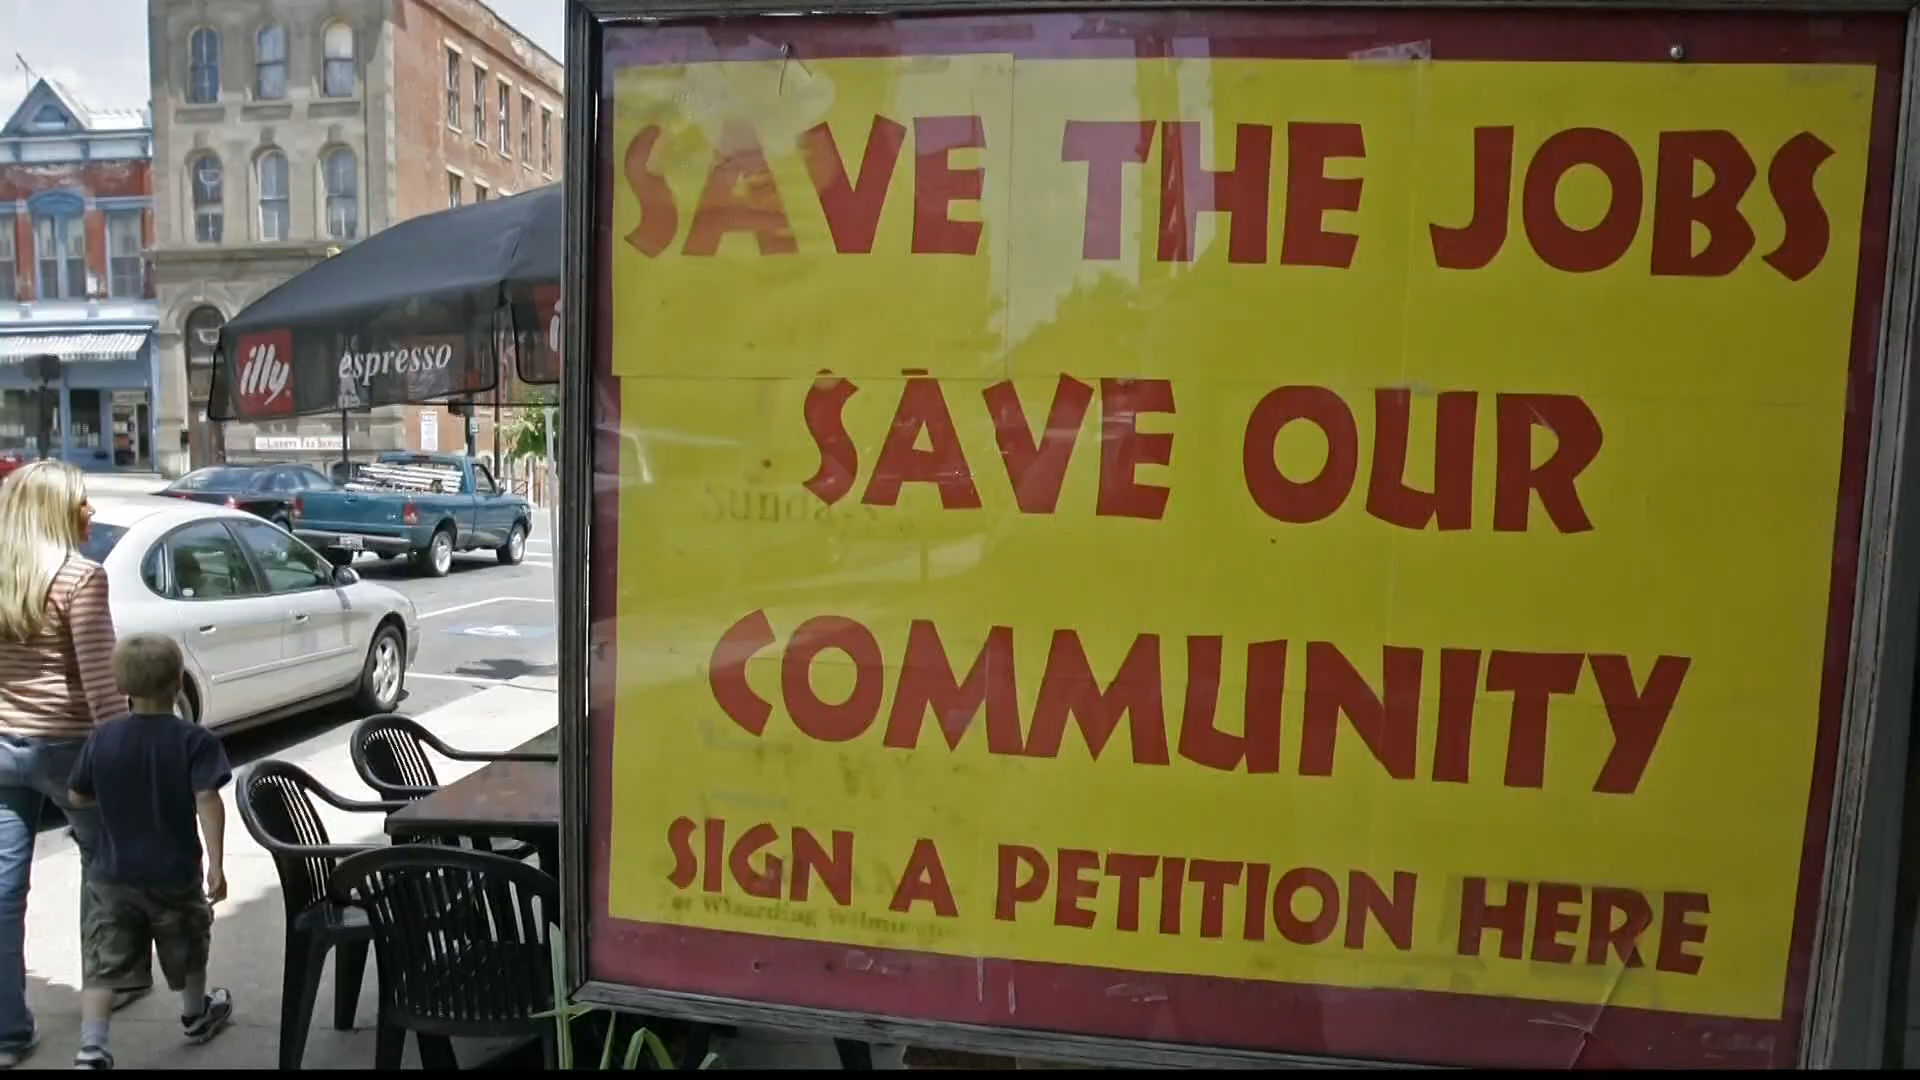 SAVE THE JOBS
SAVE OUR
COMMUNITY
SIGN A PETITION HERE
illy espresso